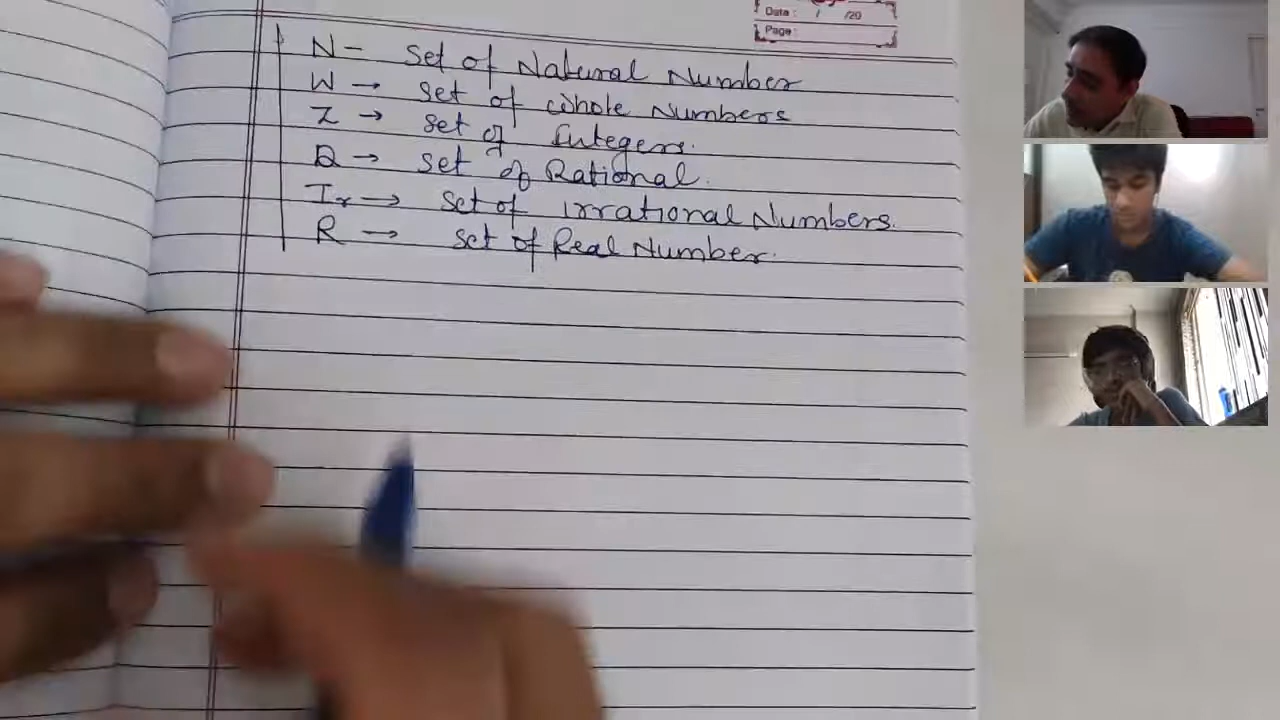 Date : / /20
Page :
N - Set of Natural Number
W → set of Whole Numbers
Z → set of Integers.
Q → set of Rational.
Ir → set of irrational Numbers.
R → set of Real Number.